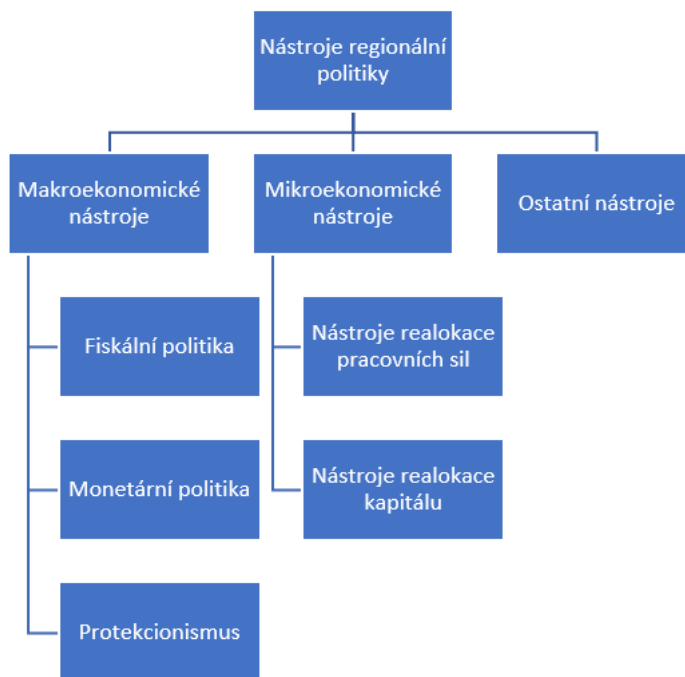 Nástroje regionální
politiky
Makroekonomické
nástroje
Mikroekonomické
nástroje
Ostatní nástroje
Fiskální politika
Nástroje realokace
pracovních sil
Monetární politika
Nástroje realokace
kapitálu
Protekcionismus